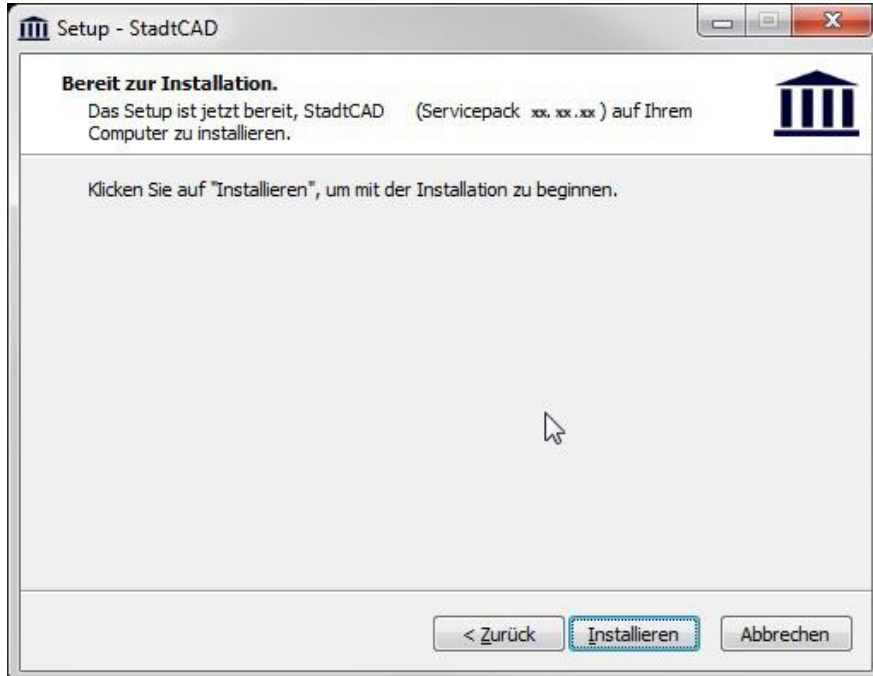 Setup - StadtCAD
Bereit zur Installation.
Das Setup ist jetzt bereit, StadtCAD (Servicepack xx. xx .xx ) auf Ihrem
Computer zu installieren.
Klicken Sie auf "Installieren", um mit der Installation zu beginnen.
< Zurück Installieren Abbrechen